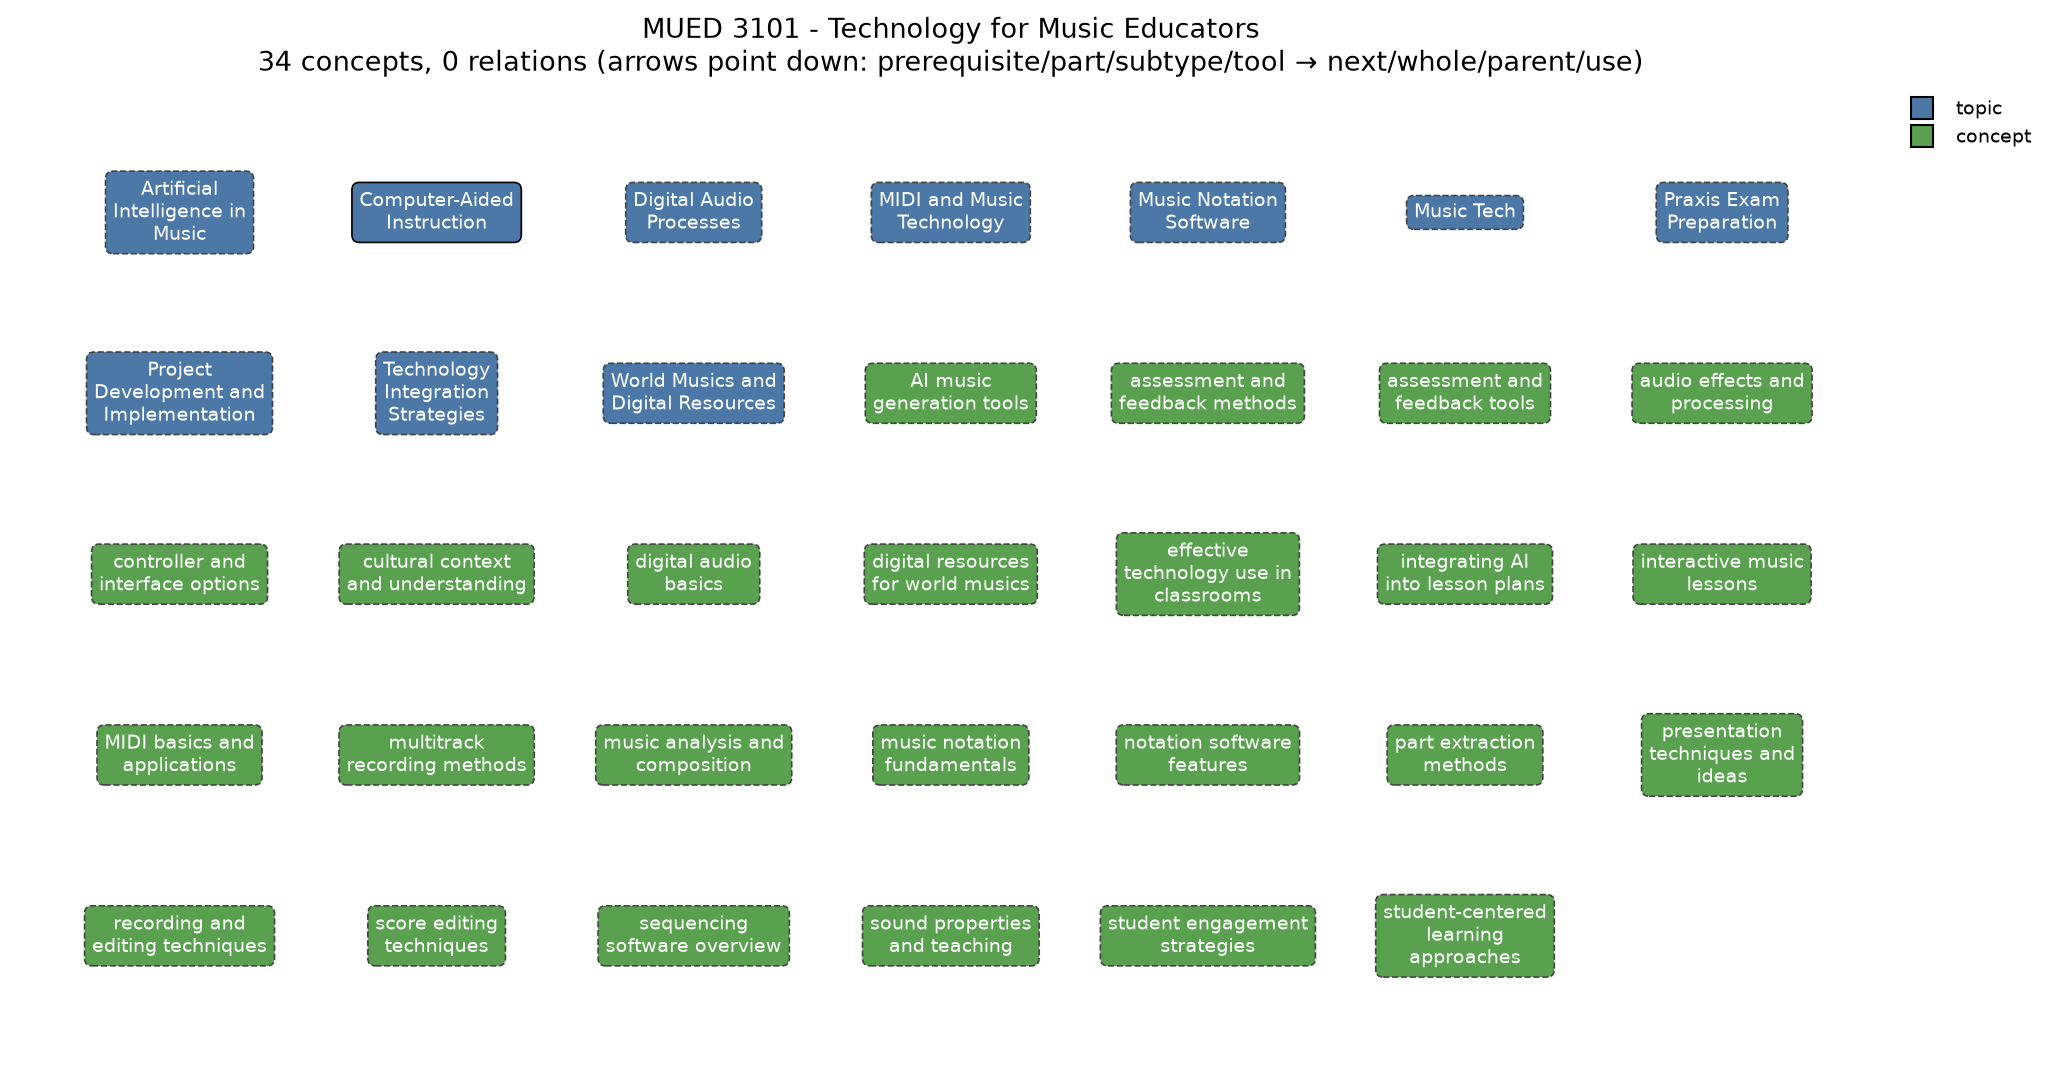 MUED 3101 - Technology for Music Educators
34 concepts, 0 relations (arrows point down: prerequisite/part/subtype/tool → next/whole/parent/use)
topic
concept
Artificial
Intelligence in
Music
Computer-Aided
Instruction
Digital Audio
Processes
MIDI and Music
Technology
Music Notation
Software
Music Tech
Praxis Exam
Preparation
Project
Development and
Implementation
Technology
Integration
Strategies
World Musics and
Digital Resources
AI music
generation tools
assessment and
feedback methods
assessment and
feedback tools
audio effects and
processing
controller and
interface options
cultural context
and understanding
digital audio
basics
digital resources
for world musics
effective
technology use in
classrooms
integrating AI
into lesson plans
interactive music
lessons
MIDI basics and
applications
multitrack
recording methods
music analysis and
composition
music notation
fundamentals
notation software
features
part extraction
methods
presentation
techniques and
ideas
recording and
editing techniques
score editing
techniques
sequencing
software overview
sound properties
and teaching
student engagement
strategies
student-centered
learning
approaches